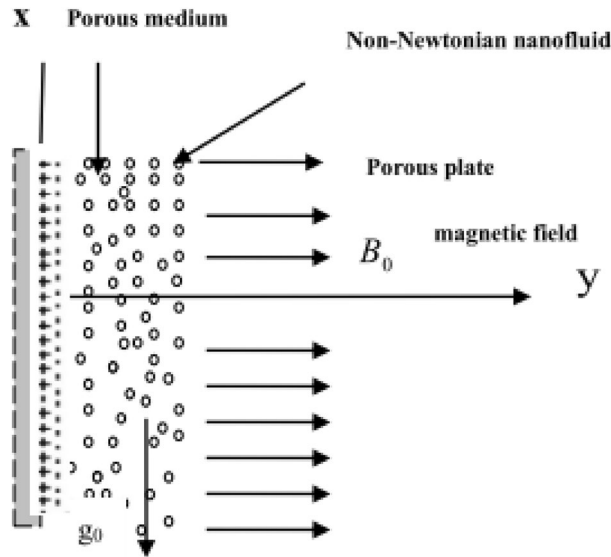 x Porous medium
Non-Newtonian nanofluid
Porous plate
magnetic field
B₀
y
g₀